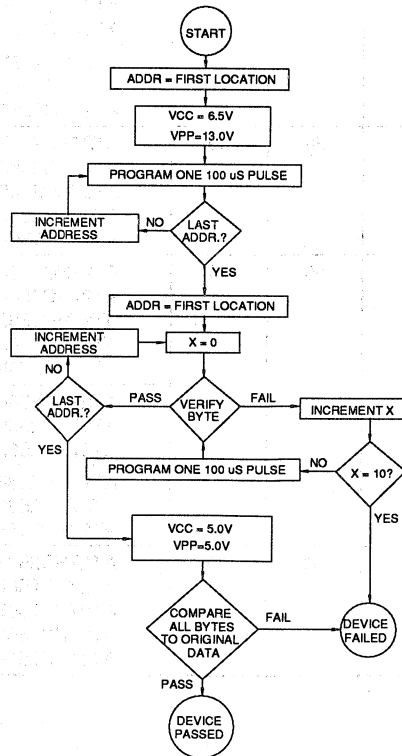 START
ADDR = FIRST LOCATION
VCC = 6.5V
VPP=13.0V
PROGRAM ONE 100 uS PULSE
INCREMENT
ADDRESS
NO
LAST
ADDR.?
YES
ADDR = FIRST LOCATION
INCREMENT
ADDRESS
X = 0
NO
LAST
ADDR.?
PASS
VERIFY
BYTE
FAIL
INCREMENT X
YES
PROGRAM ONE 100 uS PULSE
NO
X = 10?
YES
VCC = 5.0V
VPP=5.0V
COMPARE
ALL BYTES
TO ORIGINAL
DATA
FAIL
DEVICE
FAILED
PASS
DEVICE
PASSED